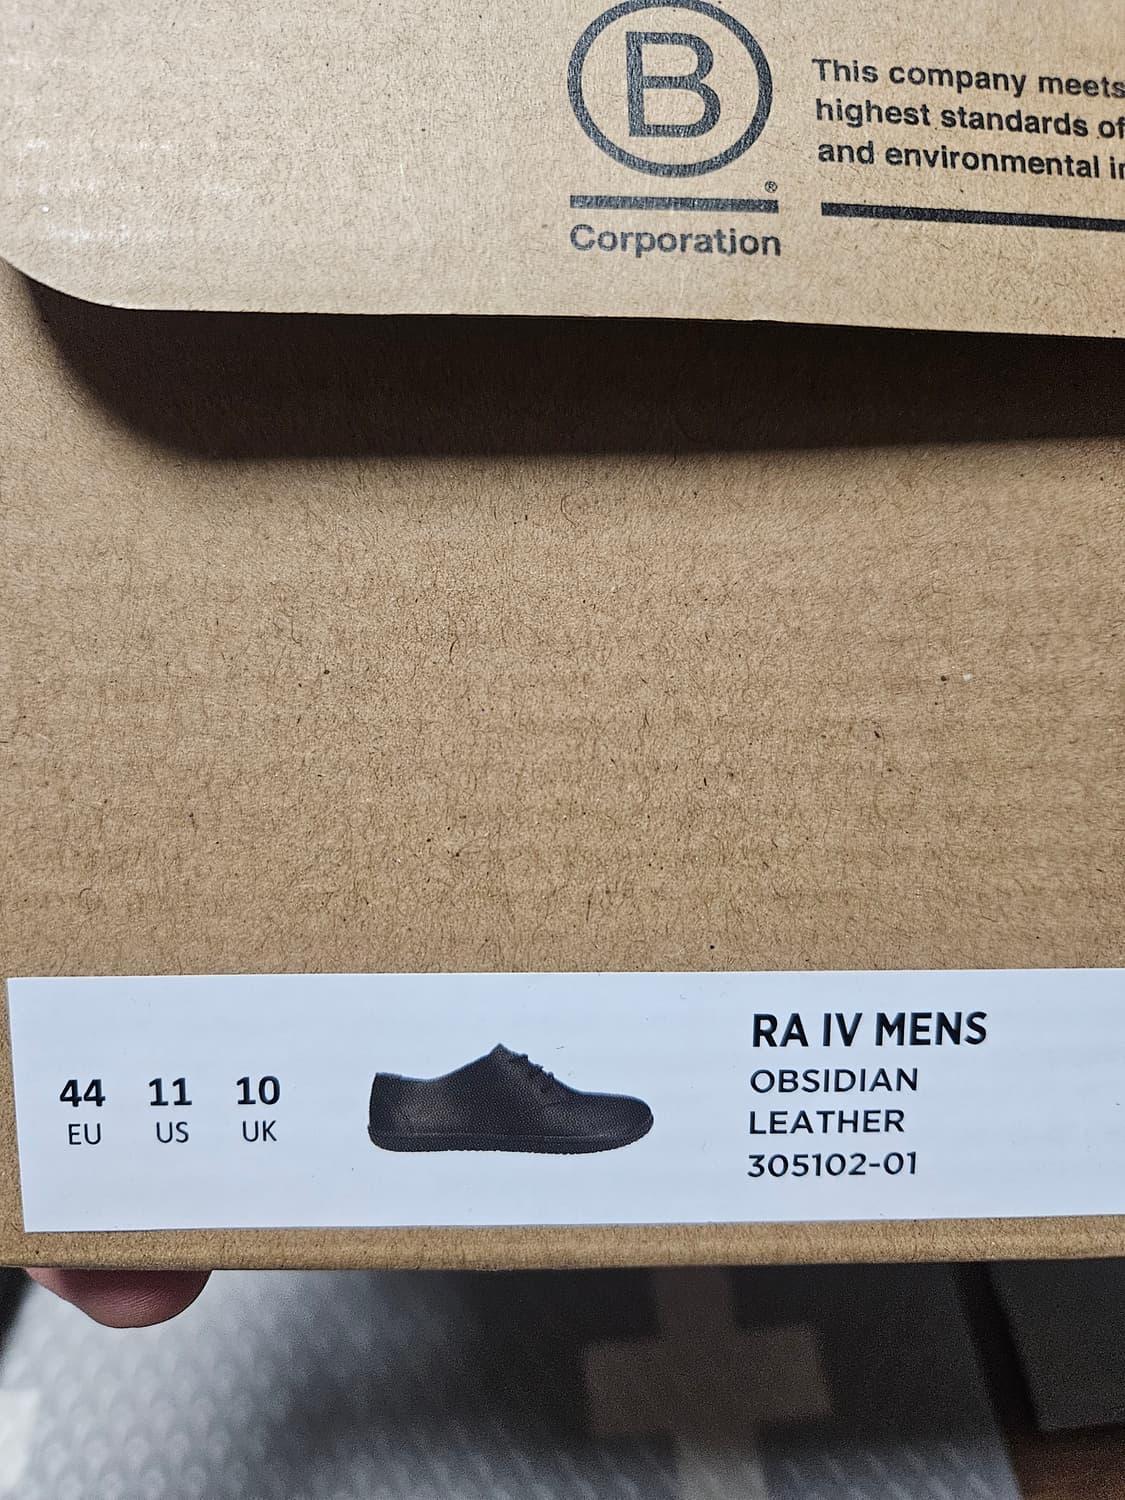 B
®
Corporation
This company meets
highest standards of
and environmental
44 11 10
EU US UK
RA IV MENS
OBSIDIAN
LEATHER
305102-01